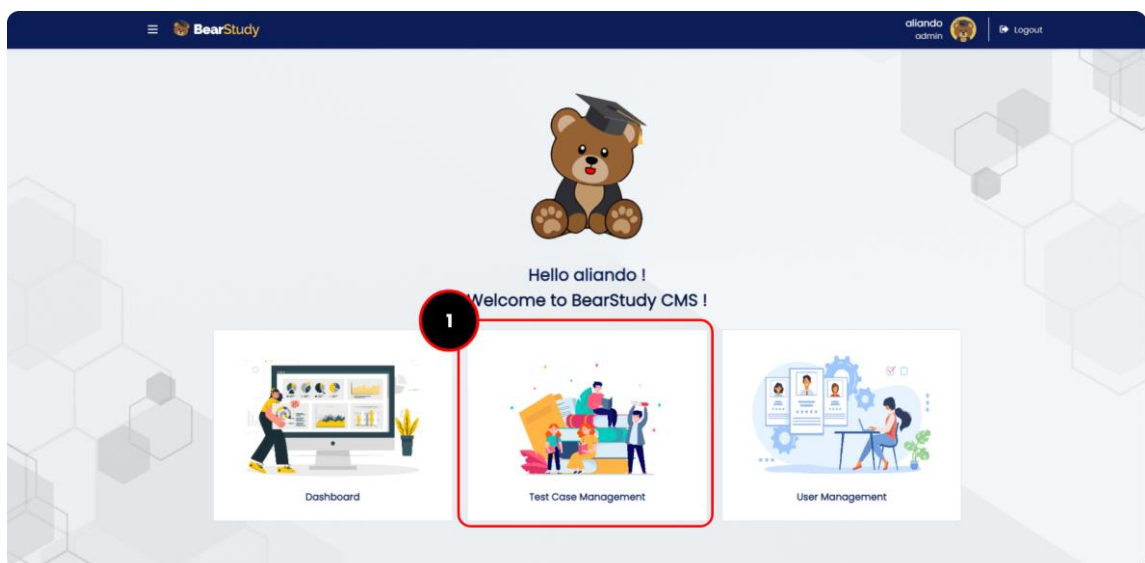 BearStudy
aliando
admin
Logout
Hello aliando !
Welcome to BearStudy CMS !
1
Dashboard
Test Case Management
User Management